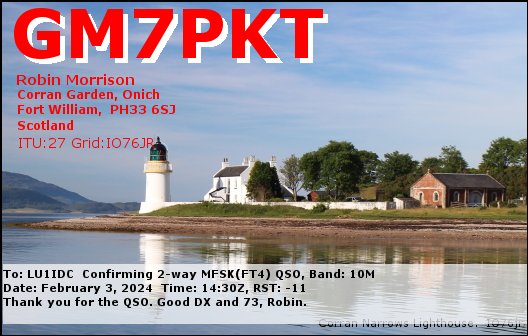 GM7PKT
Robin Morrison
Corran Garden, Onich
Fort William, PH33 6SJ
Scotland
ITU:27 Grid:IO76JR
To: LU1IDC Confirming 2-way MFSK(FT4) QSO, Band: 10M
Date: February 3, 2024 Time: 14:30Z, RST: -11
Thank you for the QSO. Good DX and 73, Robin.
Corran Narrows Lighthouse. IO76jr